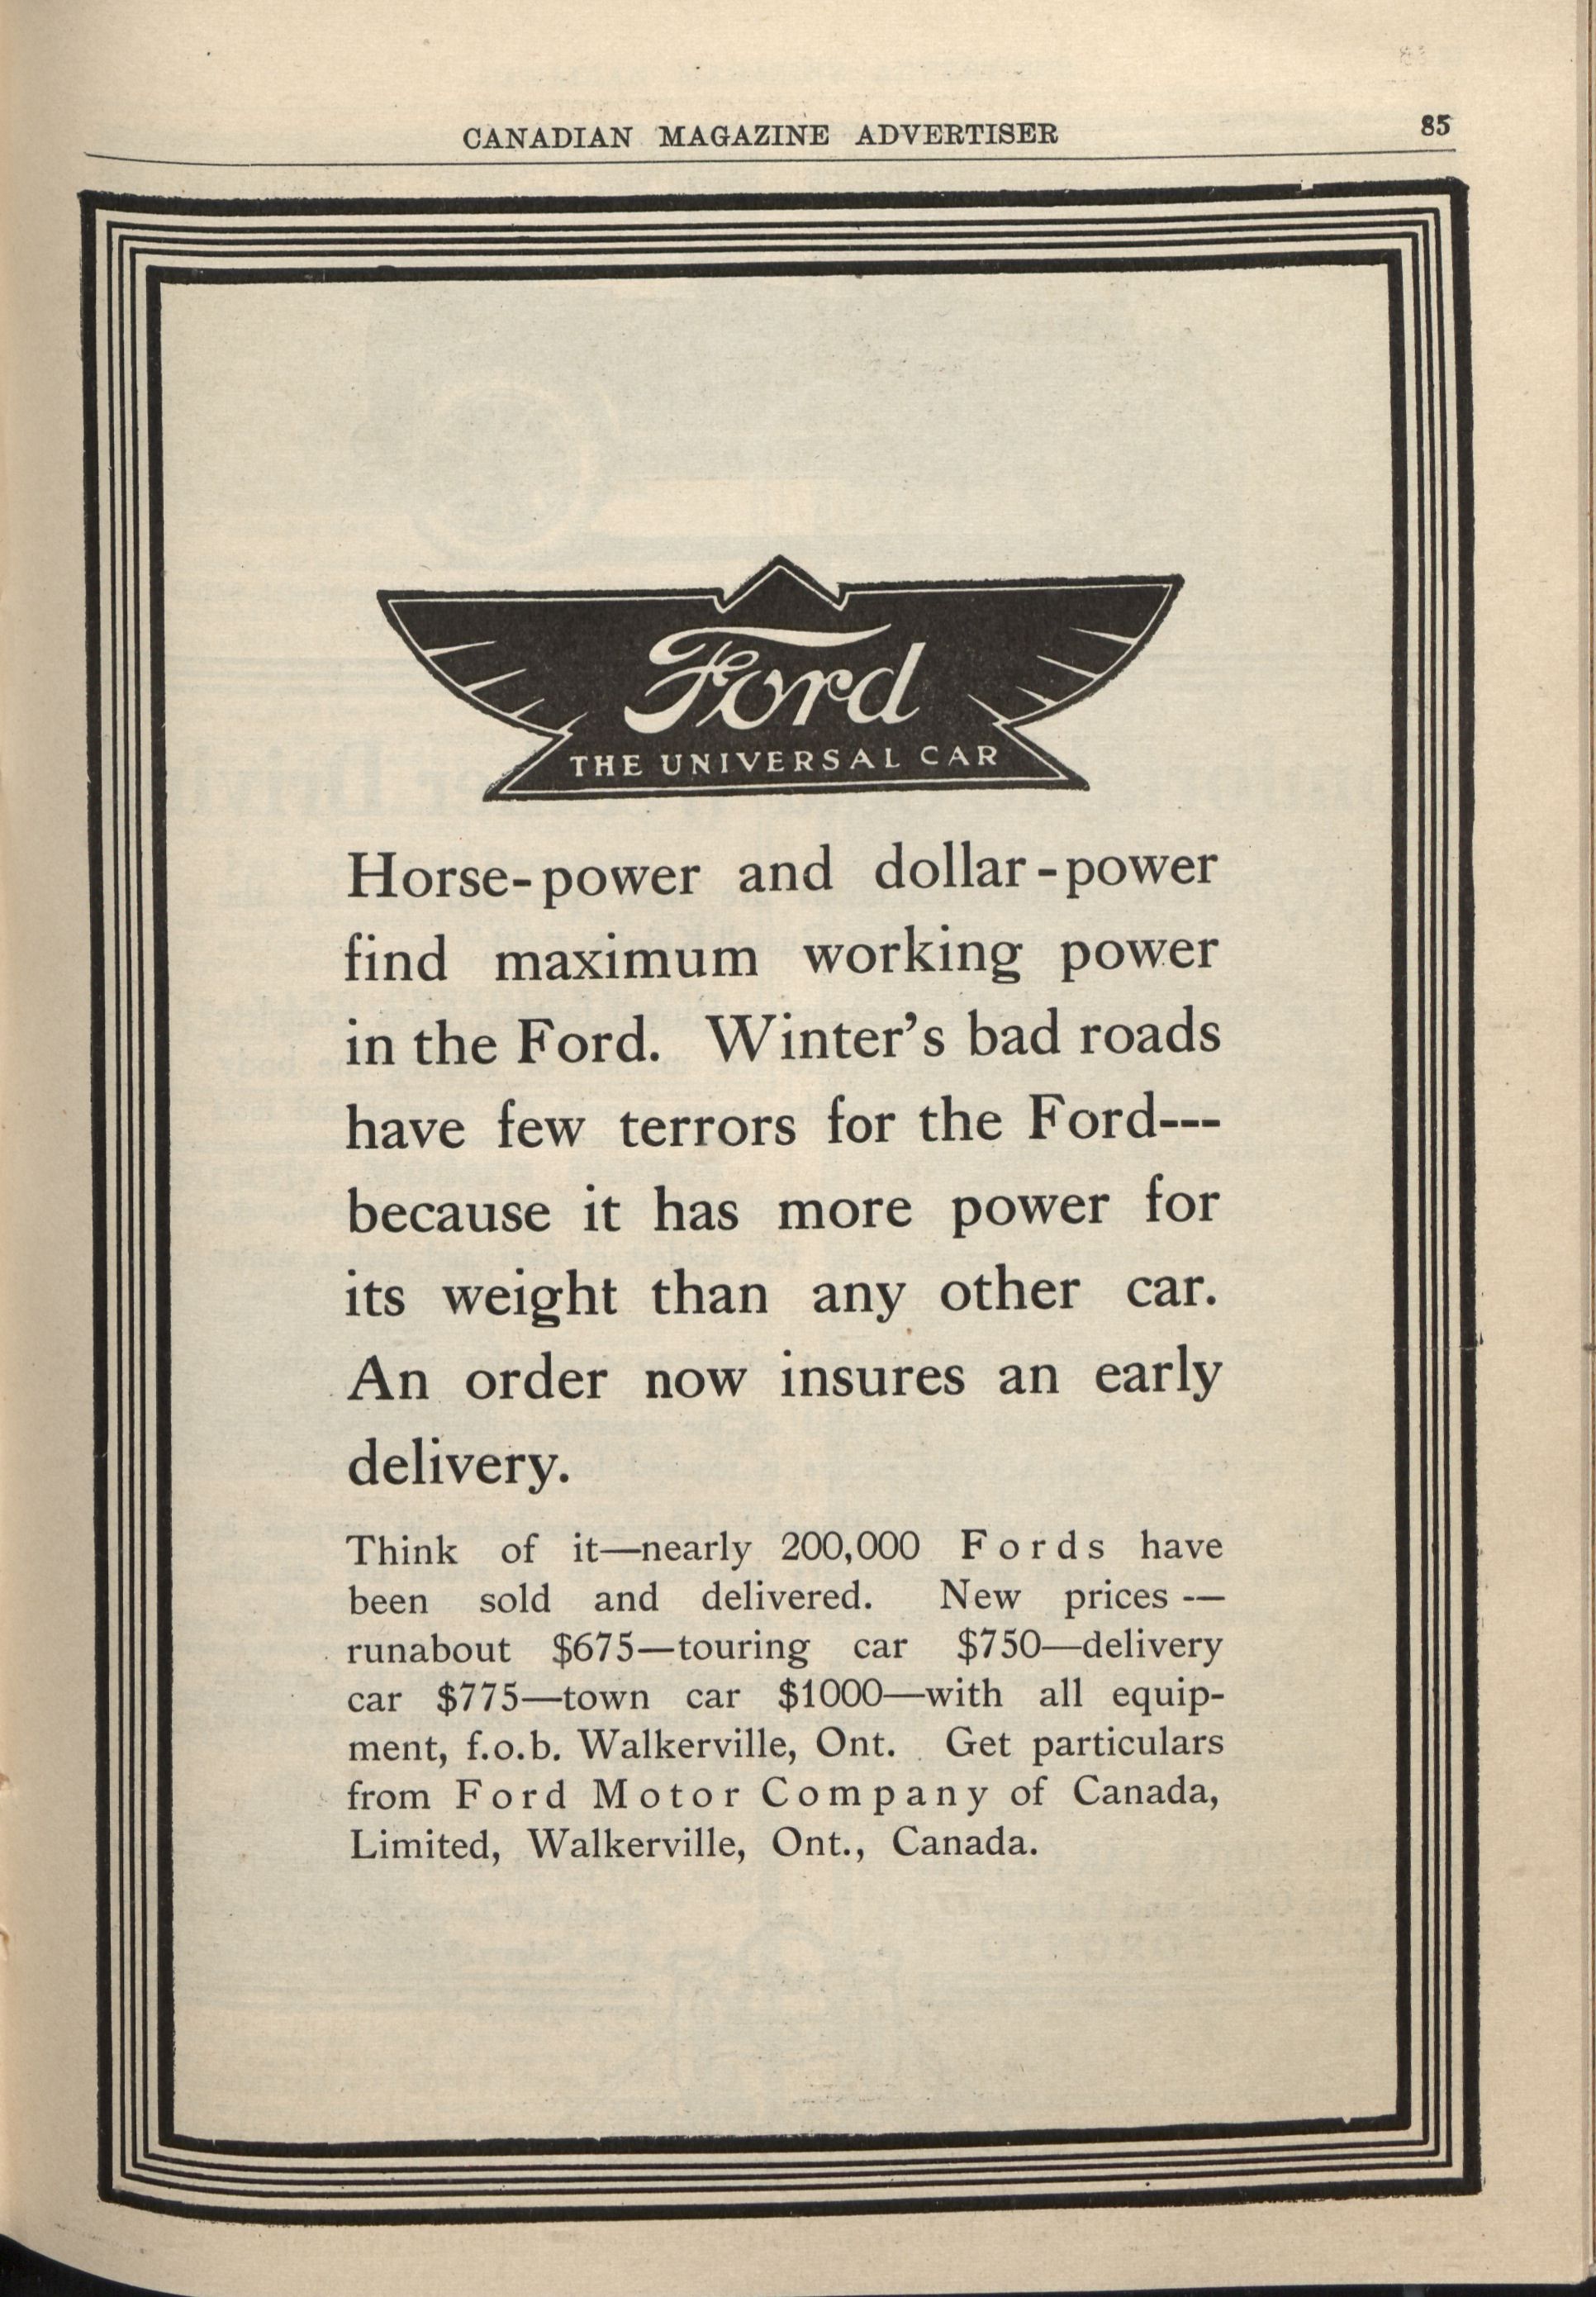 CANADIAN MAGAZINE ADVERTISER 85
Ford
THE UNIVERSAL CAR
Horse-power and dollar-power
find maximum working power
in the Ford. Winter's bad roads
have few terrors for the Ford---
because it has more power for
its weight than any other car.
An order now insures an early
delivery.
Think of it—nearly 200,000 Fords have
been sold and delivered. New prices—
runabout $675—touring car $750—delivery
car $775—town car $1000—with all equip-
ment, f.o.b. Walkerville, Ont. Get particulars
from Ford Motor Company of Canada,
Limited, Walkerville, Ont., Canada.